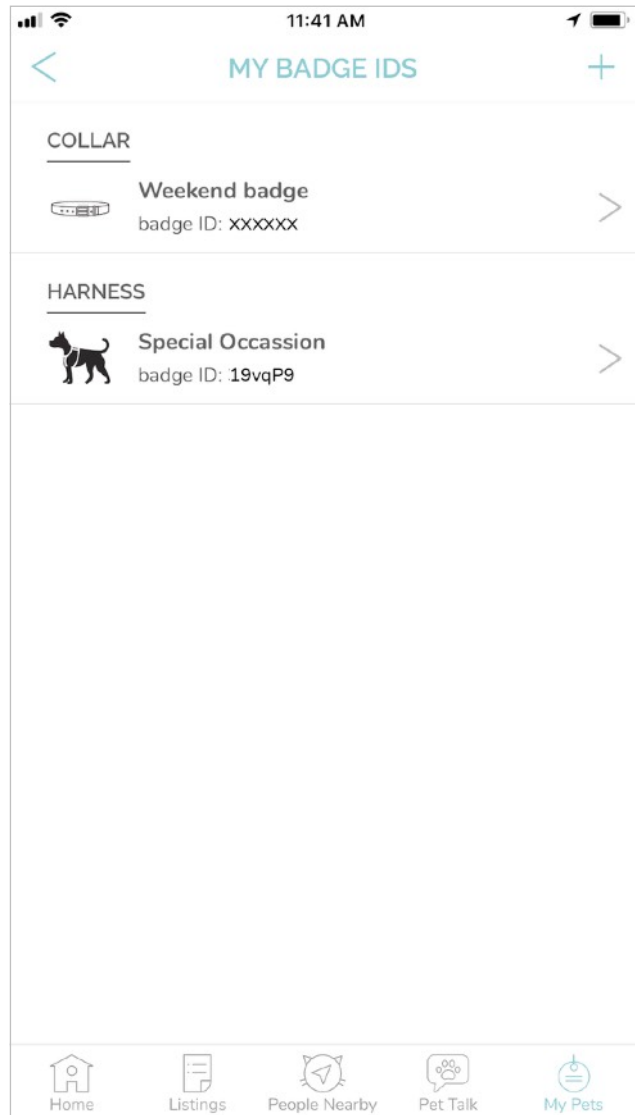 11:41 AM
MY BADGE IDS
COLLAR
Weekend badge
badge ID: xxxxxx
HARNESS
Special Occassion
badge ID: 19vqP9
Home Listings People Nearby Pet Talk My Pets